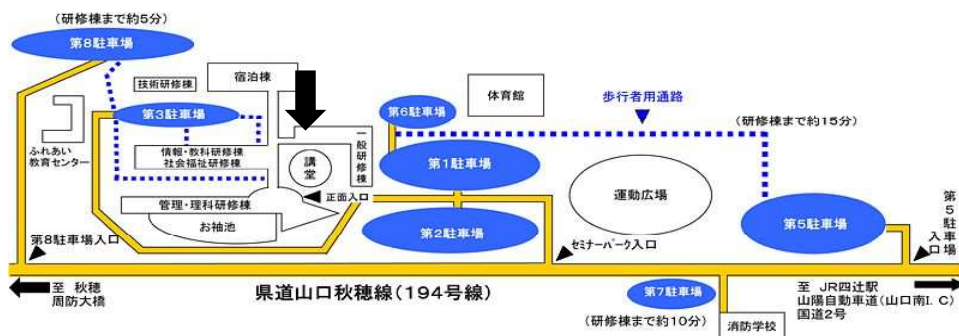 (研修棟まで約5分)
第8駐車場
技術研修棟
宿泊棟
体育館
歩行者用通路
第3駐車場
第6駐車場
(研修棟まで約15分)
ふれあい
教育センター
情報・教科研修棟
社会福祉研修棟
講堂
一般研修棟
第1駐車場
正面入口
運動広場
管理・理科研修棟
お袖池
第2駐車場
第5駐車場
第5駐車場入口
第8駐車場入口
セミナーパーク入口
至 秋穂
周防大橋
県道山口秋穂線(194号線)
第7駐車場
(研修棟まで約10分)
消防学校
至 JR四辻駅
山陽自動車道(山口南I.C)
国道2号